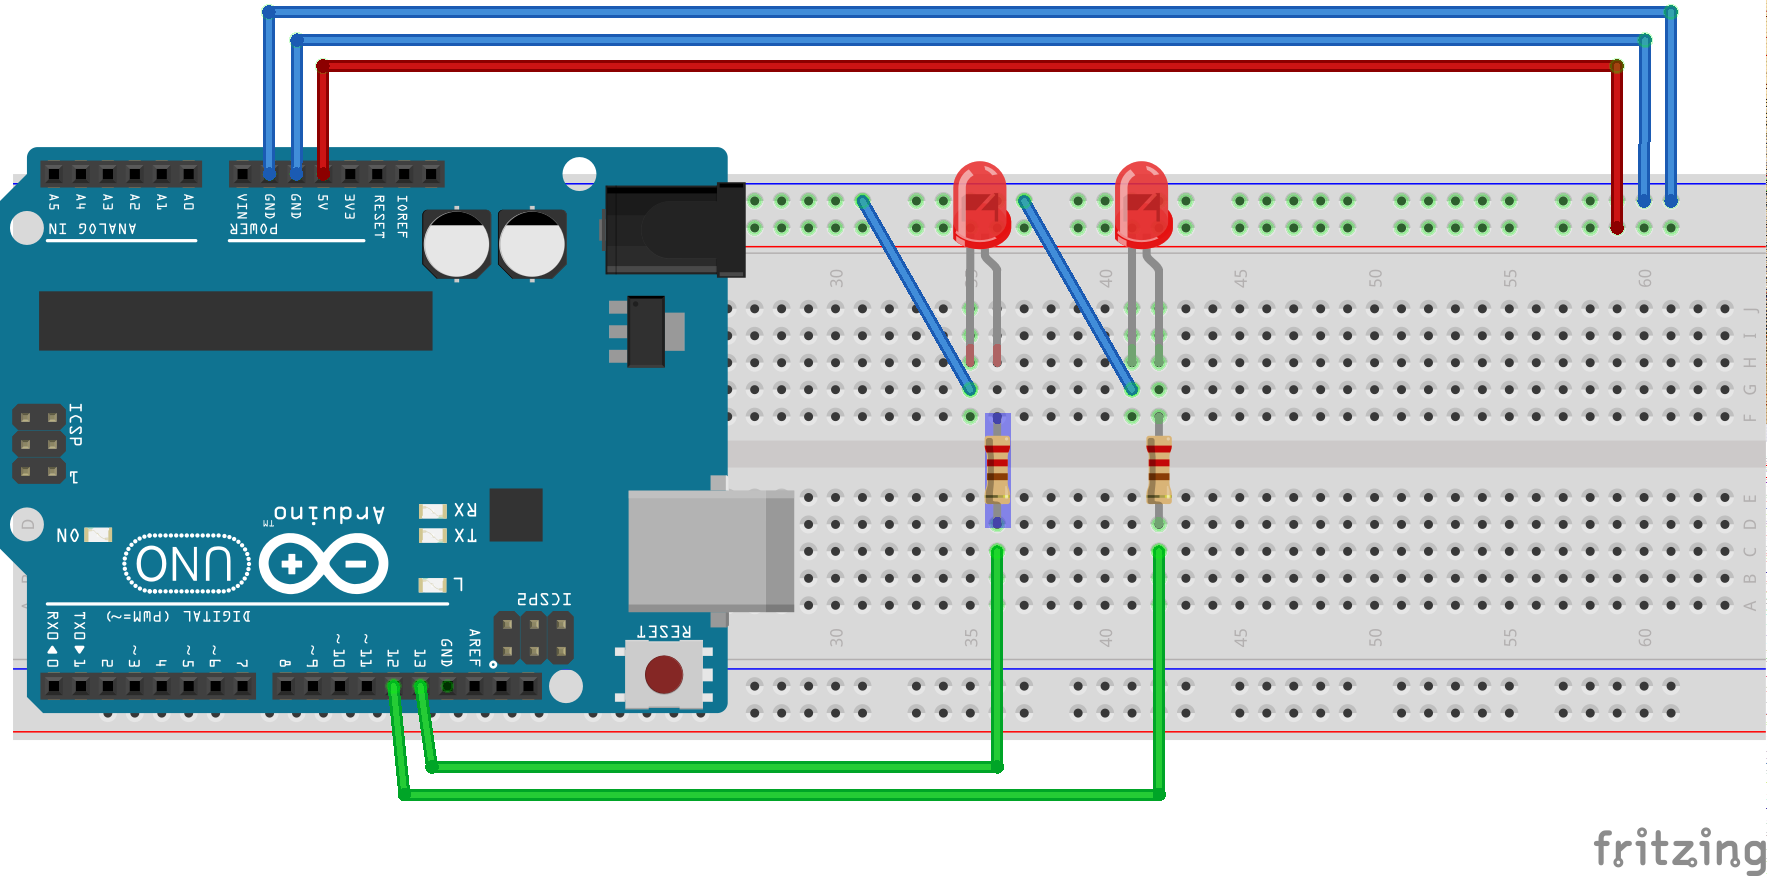 A5 A4 A3 A2 A1 A0
VIN GND GND 5V 3V3 RESET IOREF
ANALOG IN
POWER
30 35 40 45 50 55 60
J
I
H
G
F
ICSP
1
E
D
C
B
A
Arduino™
UNO
ON
RX
TX
L
ICSP2
RESET
DIGITAL (PWM=~)
RX0 TX0
0 1 2 ~3 4 ~5 ~6 7 8 ~9 ~10 ~11 12 13 GND AREF
30 35 40 45 50 55 60
D
fritzing